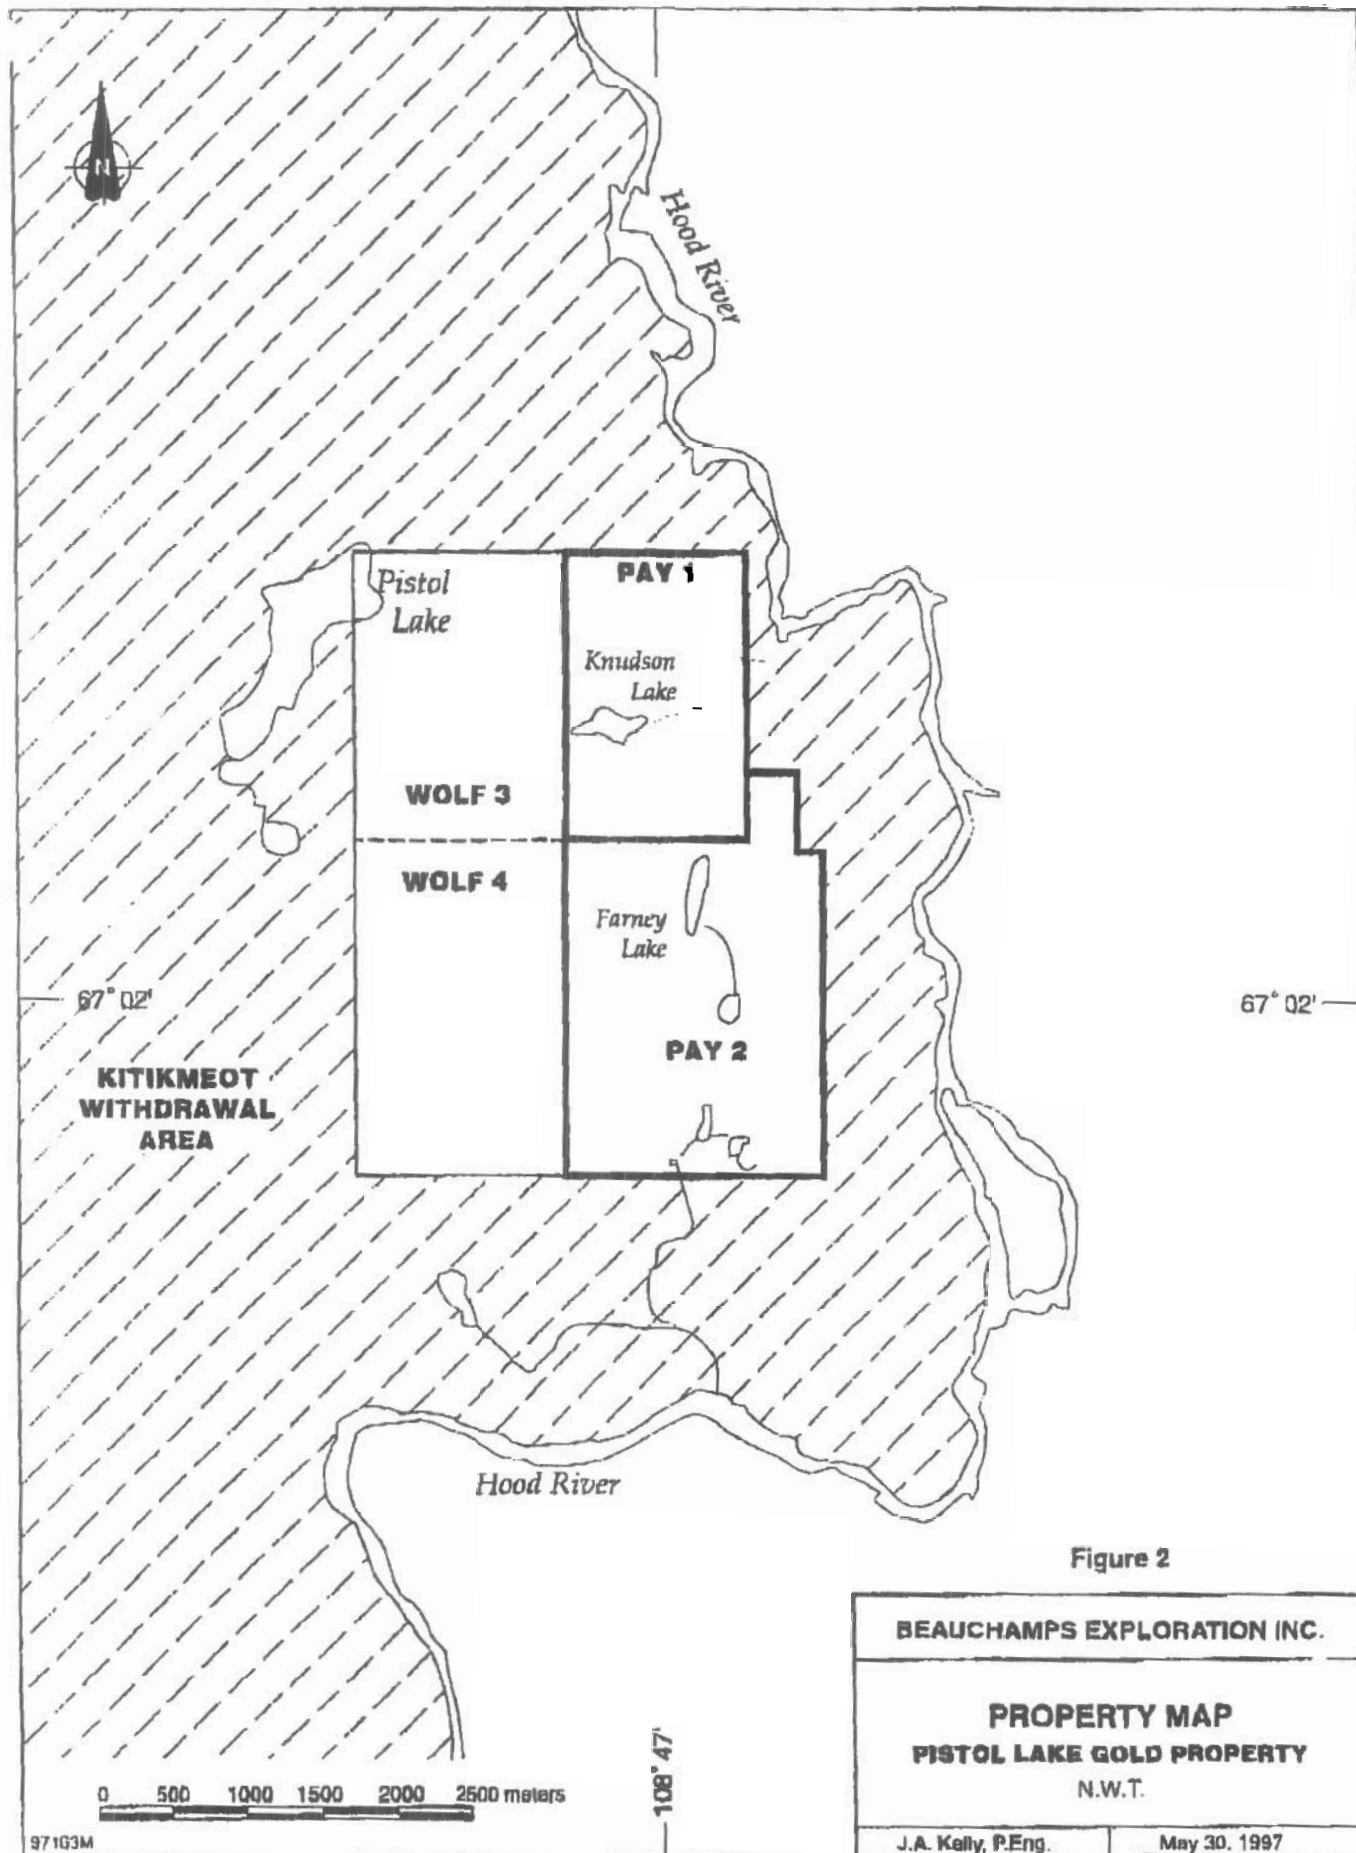 N
Hood River
PAY 1
Pistol
Lake
Knudson
Lake
WOLF 3
WOLF 4
Farney
Lake
67° 02'
67° 02'
PAY 2
KITIKMEOT
WITHDRAWAL
AREA
Hood River
Figure 2
BEAUCHAMPS EXPLORATION INC.
PROPERTY MAP
PISTOL LAKE GOLD PROPERTY
N.W.T.
J.A. Kelly, P.Eng.
May 30, 1997
108° 47'
0 500 1000 1500 2000 2500 meters
97103M